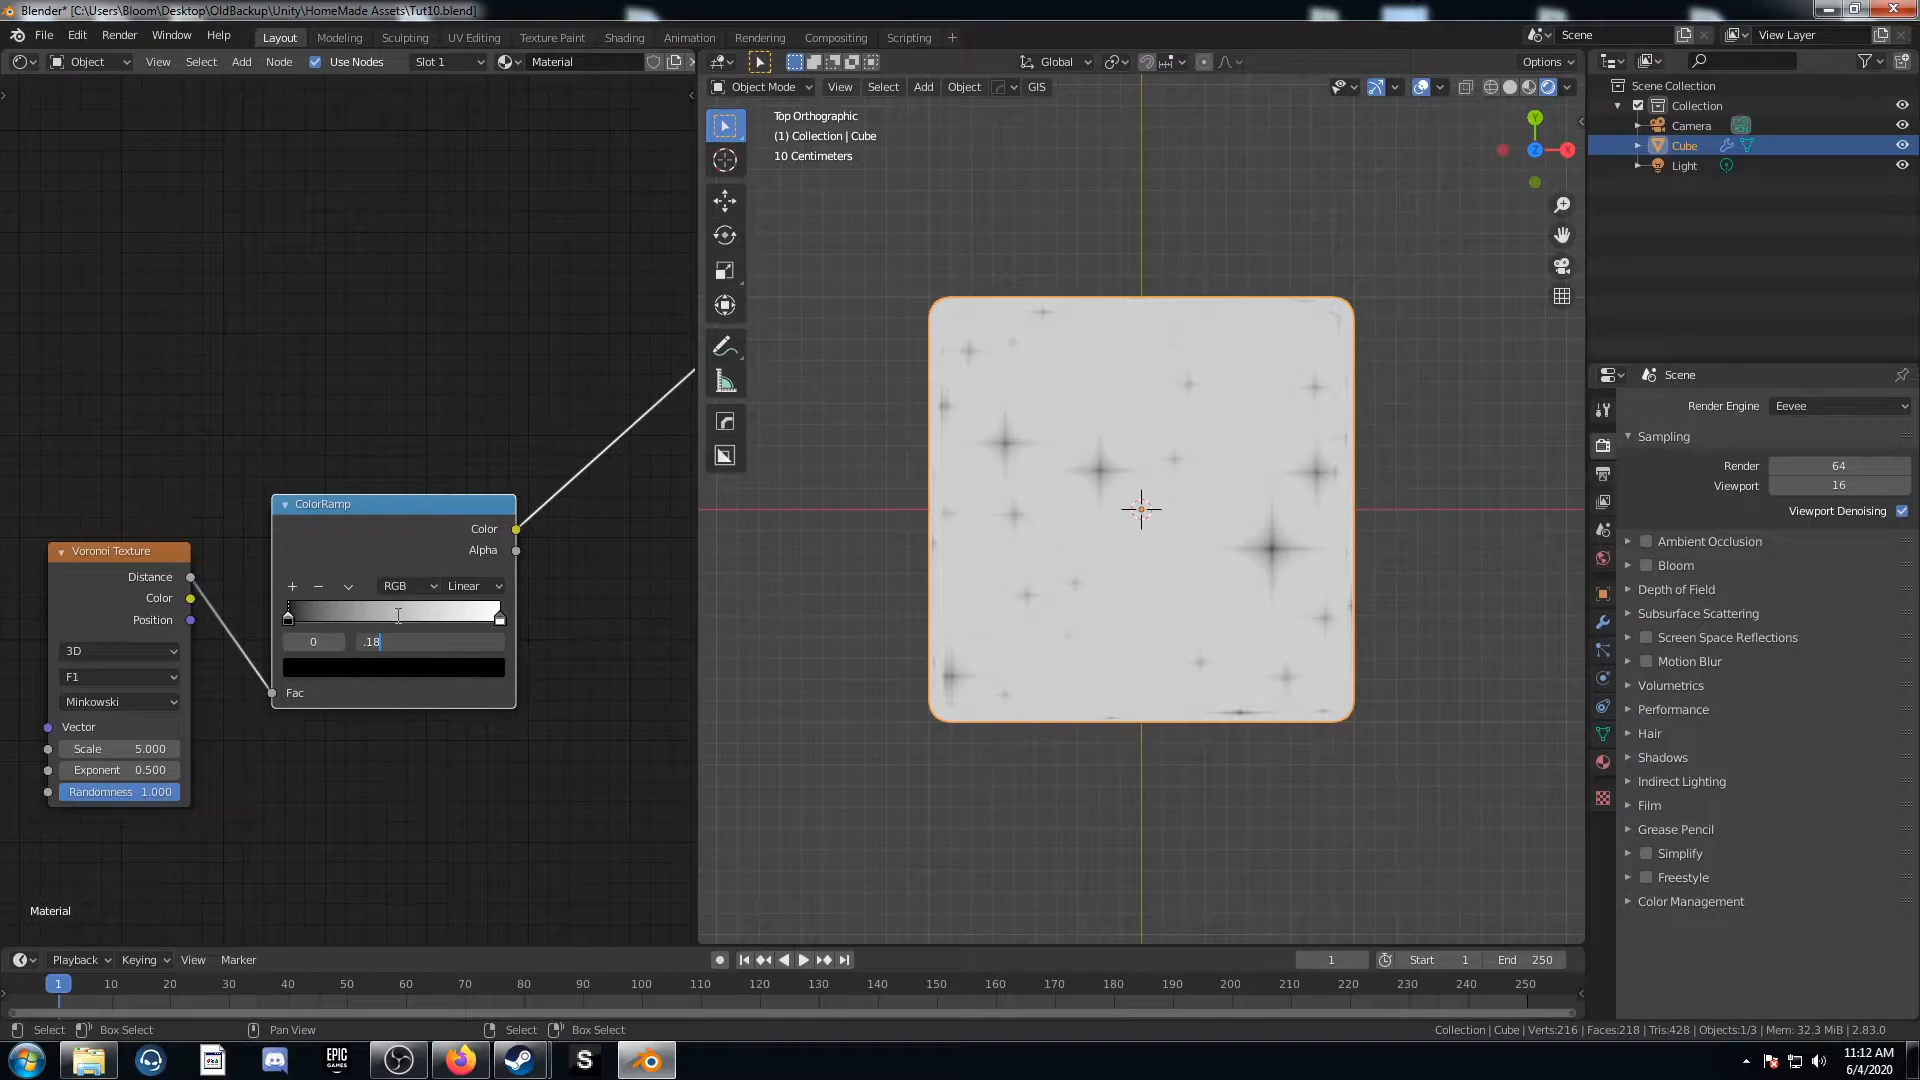 Blender* [C:\Users\Bloom\Desktop\OldBackup\Unity\HomeMade Assets\Tut10.blend]
File Edit Render Window Help Layout Modeling Sculpting UV Editing Texture Paint Shading Animation Rendering Compositing Scripting + Scene View Layer
Object View Select Add Node Use Nodes Slot 1 Material Global Options
Object Mode View Select Add Object GIS
Top Orthographic
(1) Collection | Cube
10 Centimeters
Y
Z
X
Scene Collection
Collection
Camera
Cube
Light
Scene
Render Engine Eevee
Sampling
Render 64
Viewport 16
Viewport Denoising
Ambient Occlusion
Bloom
Depth of Field
Subsurface Scattering
Screen Space Reflections
Motion Blur
Volumetrics
Performance
Hair
Shadows
Indirect Lighting
Film
Grease Pencil
Simplify
Freestyle
Color Management
ColorRamp
Color
Alpha
+ − RGB Linear
0 .18
Fac
Voronoi Texture
Distance
Color
Position
3D
F1
Minkowski
Vector
Scale 5.000
Exponent 0.500
Randomness 1.000
Material
Playback Keying View Marker 1 Start 1 End 250
1 10 20 30 40 50 60 70 80 90 100 110 120 130 140 150 160 170 180 190 200 210 220 230 240 250
Select Box Select Pan View Select Box Select Collection | Cube | Verts:216 | Faces:218 | Tris:428 | Objects:1/3 | Mem: 32.3 MiB | 2.83.0
EPIC
GAMES
S
11:12 AM
6/4/2020